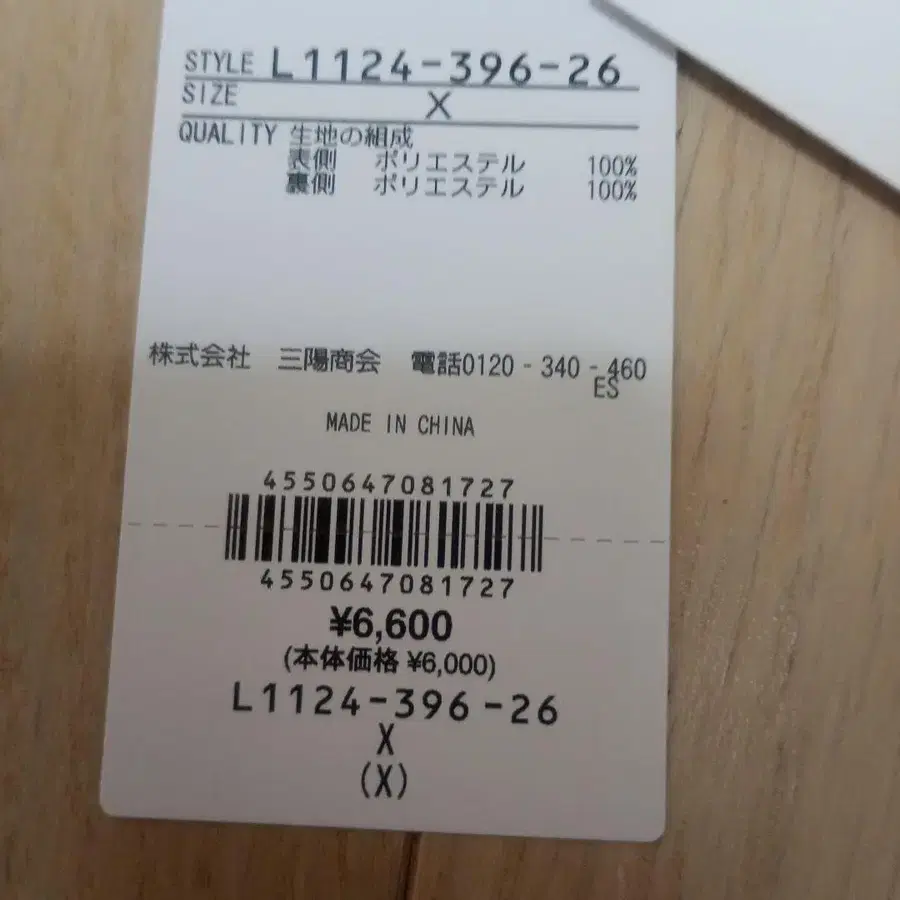 STYLE L1124-396-26
SIZE X
QUALITY 生地の組成
表側 ポリエステル 100%
裏側 ポリエステル 100%
株式会社 三陽商会 電話0120-340-460
ES
MADE IN CHINA
4550647081727
4550647081727
¥6,600
(本体価格 ¥6,000)
L1124-396-26
X
(X)